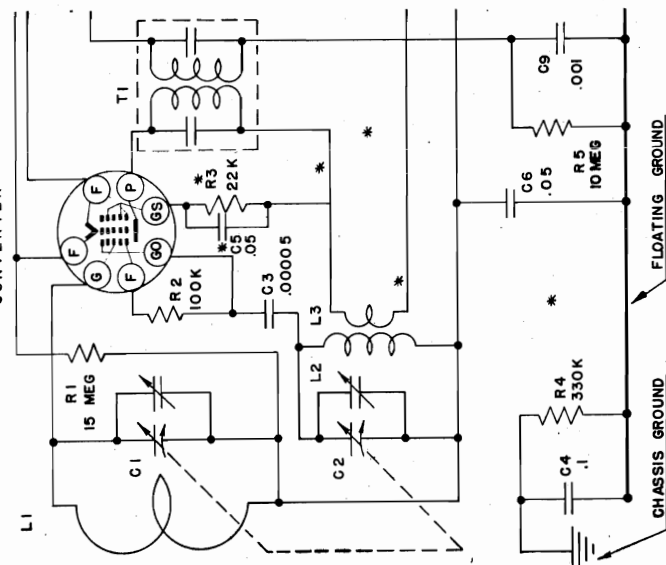 CONVERTER
T1
F
F
P
G
GS
F
GO
*
R3
22K
*
C5
.05
R2
100K
C3
.00005
*
*
*
C9
.001
R5
10 MEG
C6
.05
R1
15 MEG
L3
L2
C1
C2
L1
*
R4
330K
C4
.1
FLOATING GROUND
CHASSIS GROUND